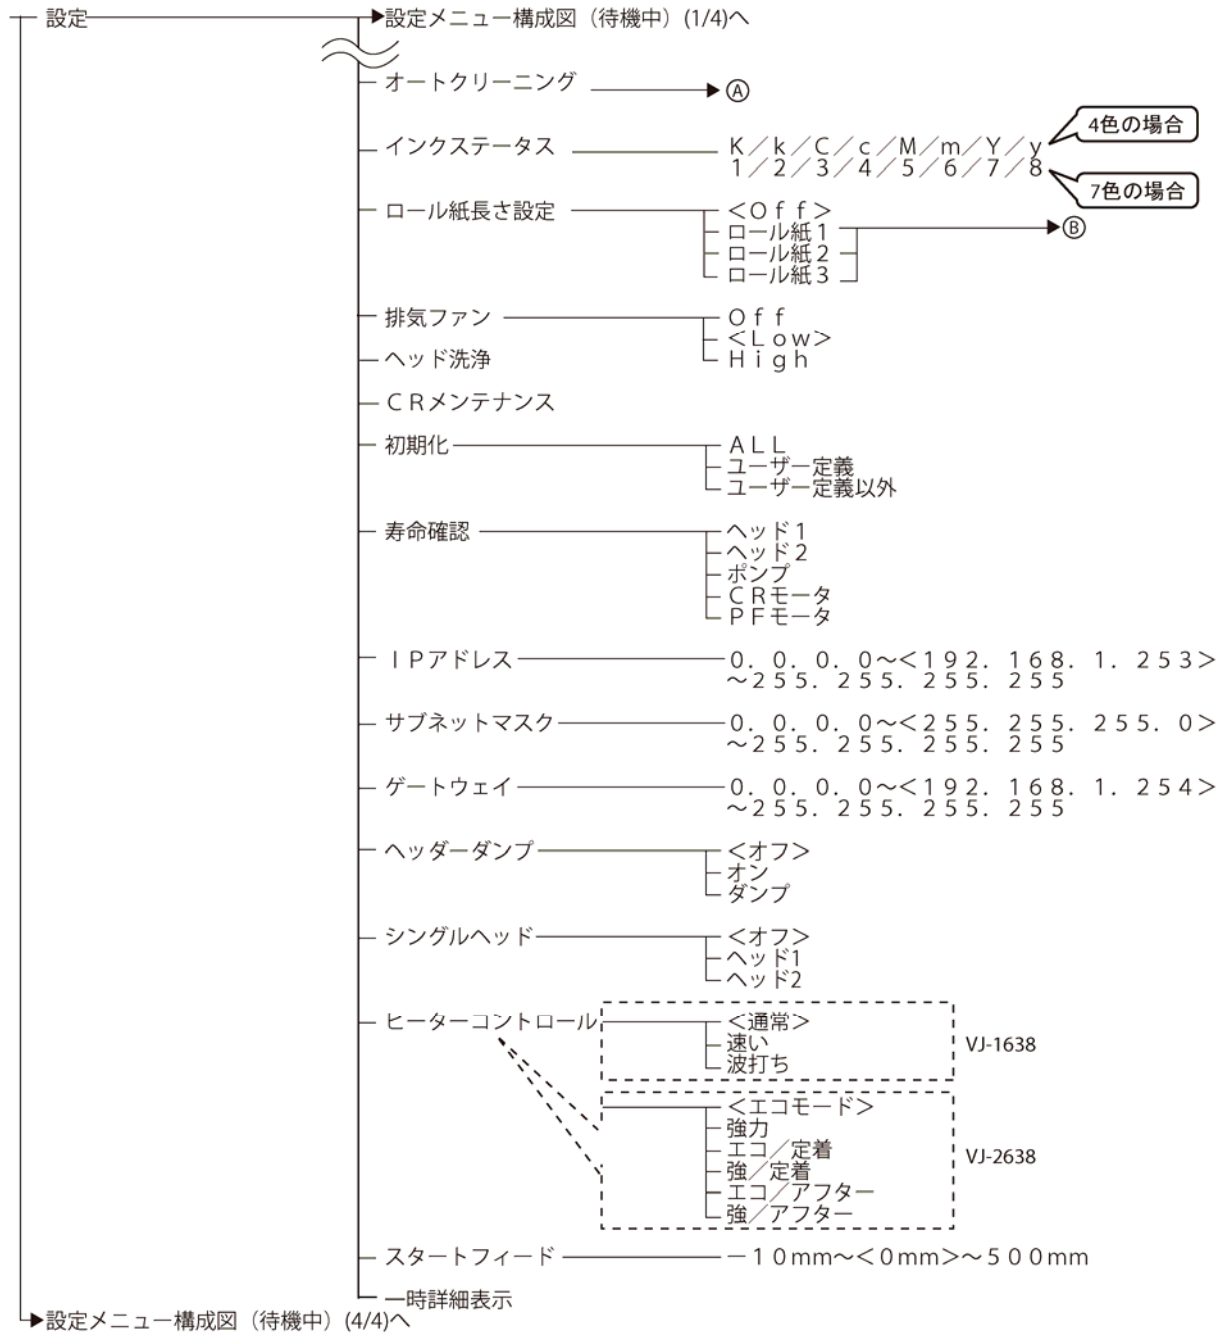 設定
設定メニュー構成図（待機中）(1/4)へ
オートクリーニング
Ⓐ
インクステータス
K／k／C／c／M／m／Y／y
1／2／3／4／5／6／7／8
4色の場合
7色の場合
ロール紙長さ設定
＜Off＞
ロール紙1
ロール紙2
ロール紙3
Ⓑ
排気ファン
Off
＜Low＞
High
ヘッド洗浄
CRメンテナンス
初期化
ALL
ユーザー定義
ユーザー定義以外
寿命確認
ヘッド1
ヘッド2
ポンプ
CRモータ
PFモータ
IPアドレス
0.0.0.0～＜192.168.1.253＞
～255.255.255.255
サブネットマスク
0.0.0.0～＜255.255.255.0＞
～255.255.255.255
ゲートウェイ
0.0.0.0～＜192.168.1.254＞
～255.255.255.255
ヘッダーダンプ
＜オフ＞
オン
ダンプ
シングルヘッド
＜オフ＞
ヘッド1
ヘッド2
ヒーターコントロール
＜通常＞
速い
波打ち
VJ-1638
＜エコモード＞
強力
エコ／定着
強／定着
エコ／アフター
強／アフター
VJ-2638
スタートフィード
－10mm～＜0mm＞～500mm
一時詳細表示
設定メニュー構成図（待機中）(4/4)へ